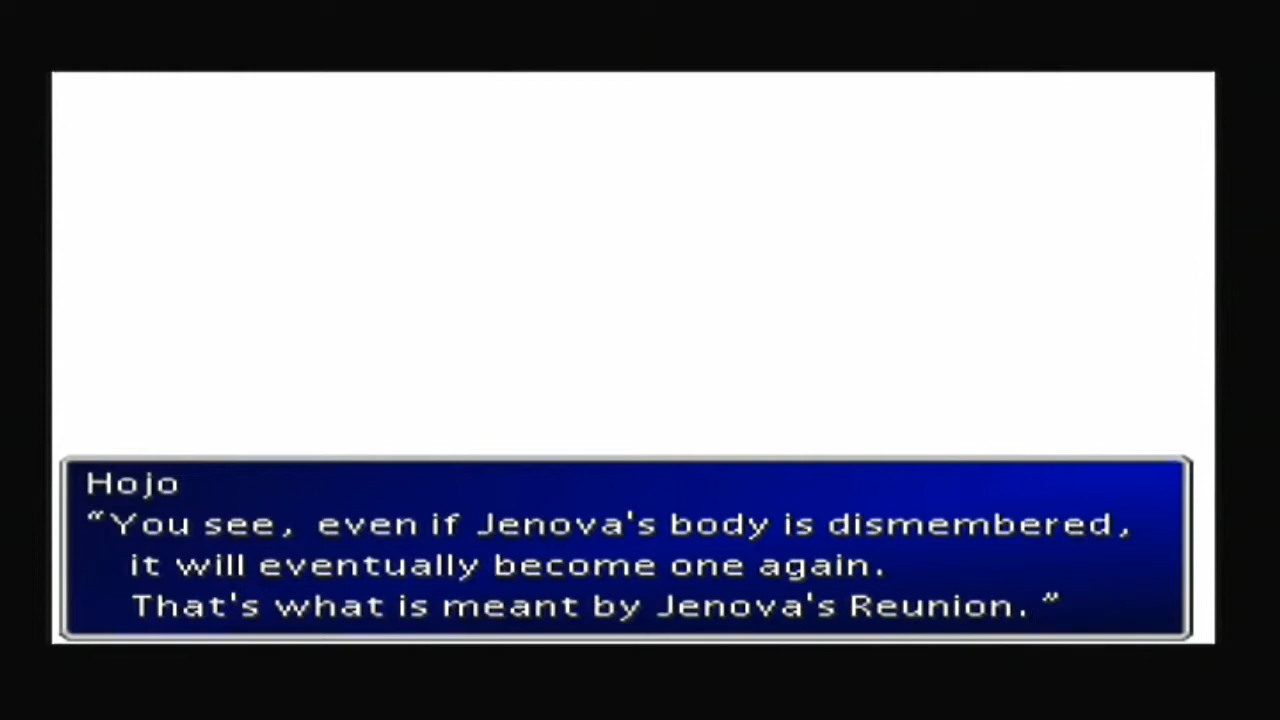 Hojo
“You see, even if Jenova's body is dismembered,
it will eventually become one again.
That's what is meant by Jenova's Reunion. ”